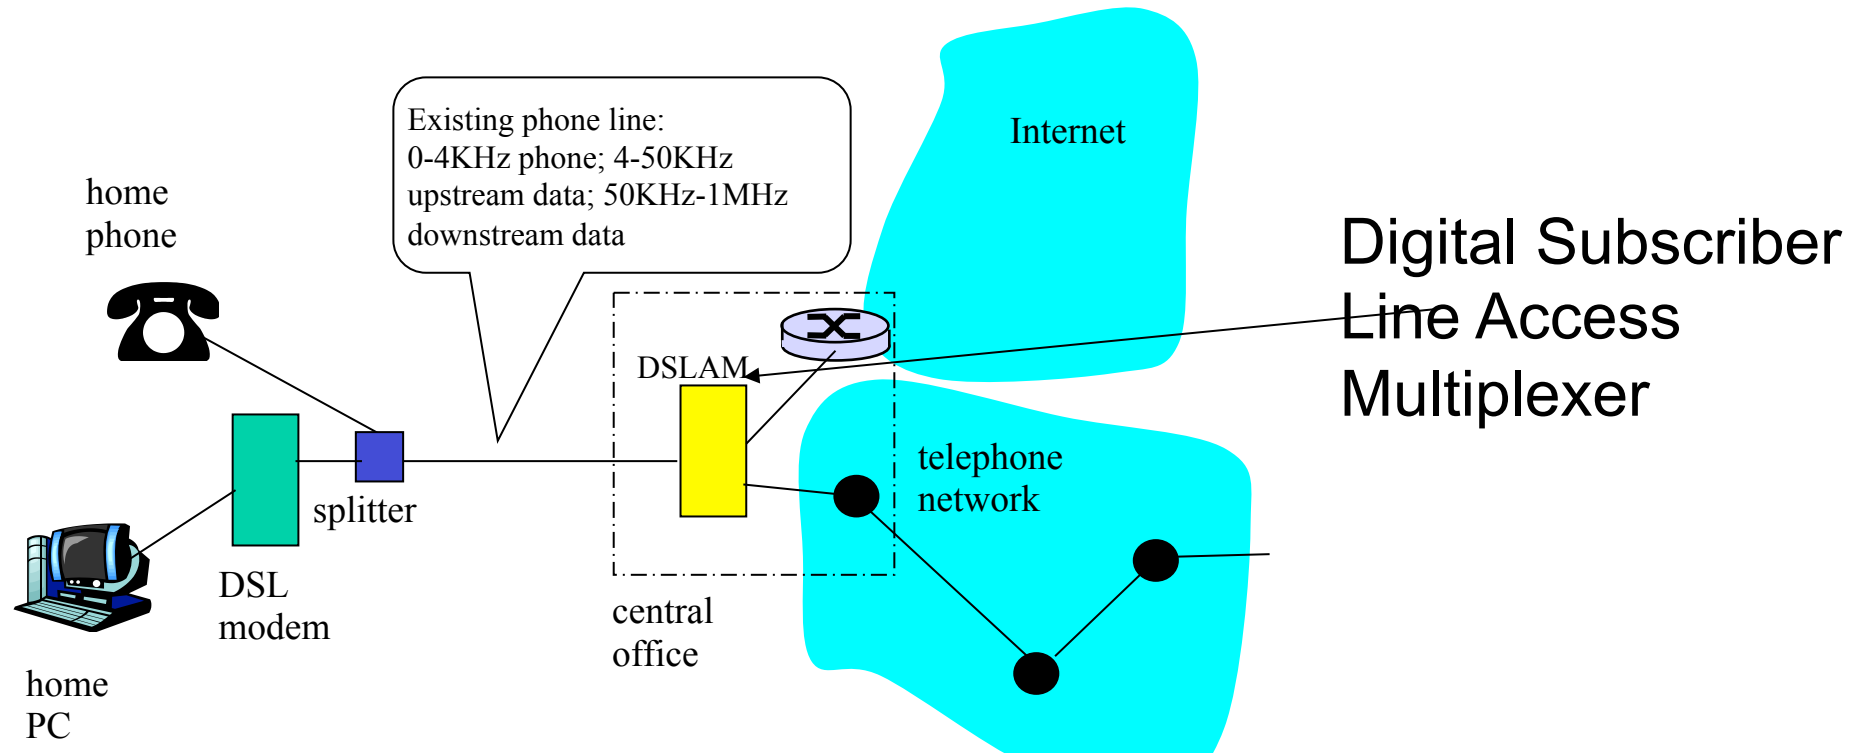 Existing phone line:
0-4KHz phone; 4-50KHz
upstream data; 50KHz-1MHz
downstream data
Internet
home
phone
Digital Subscriber
Line Access
Multiplexer
DSLAM
telephone
network
splitter
DSL
modem
central
office
home
PC